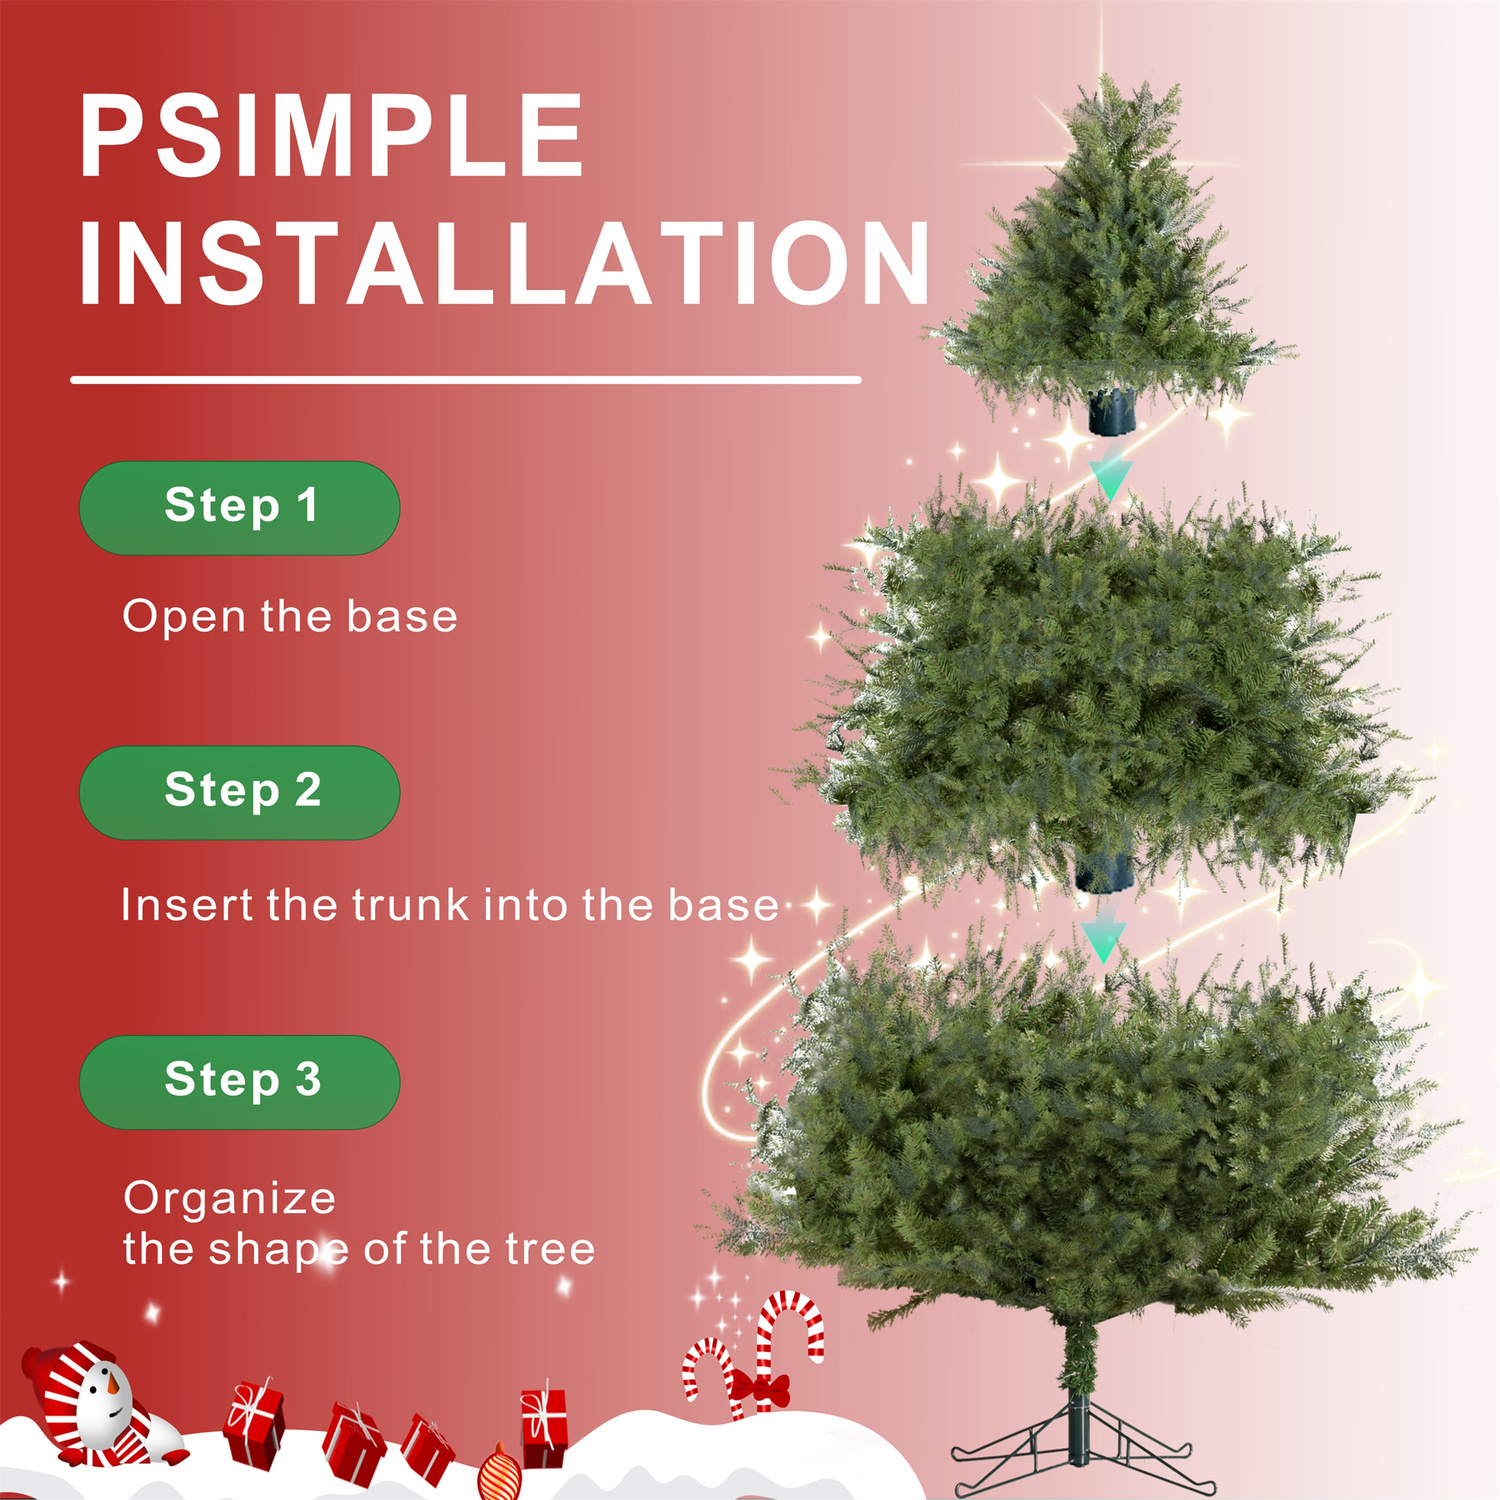 PSIMPLE
INSTALLATION
Step 1
Open the base
Step 2
Insert the trunk into the base
Step 3
Organize
the shape of the tree